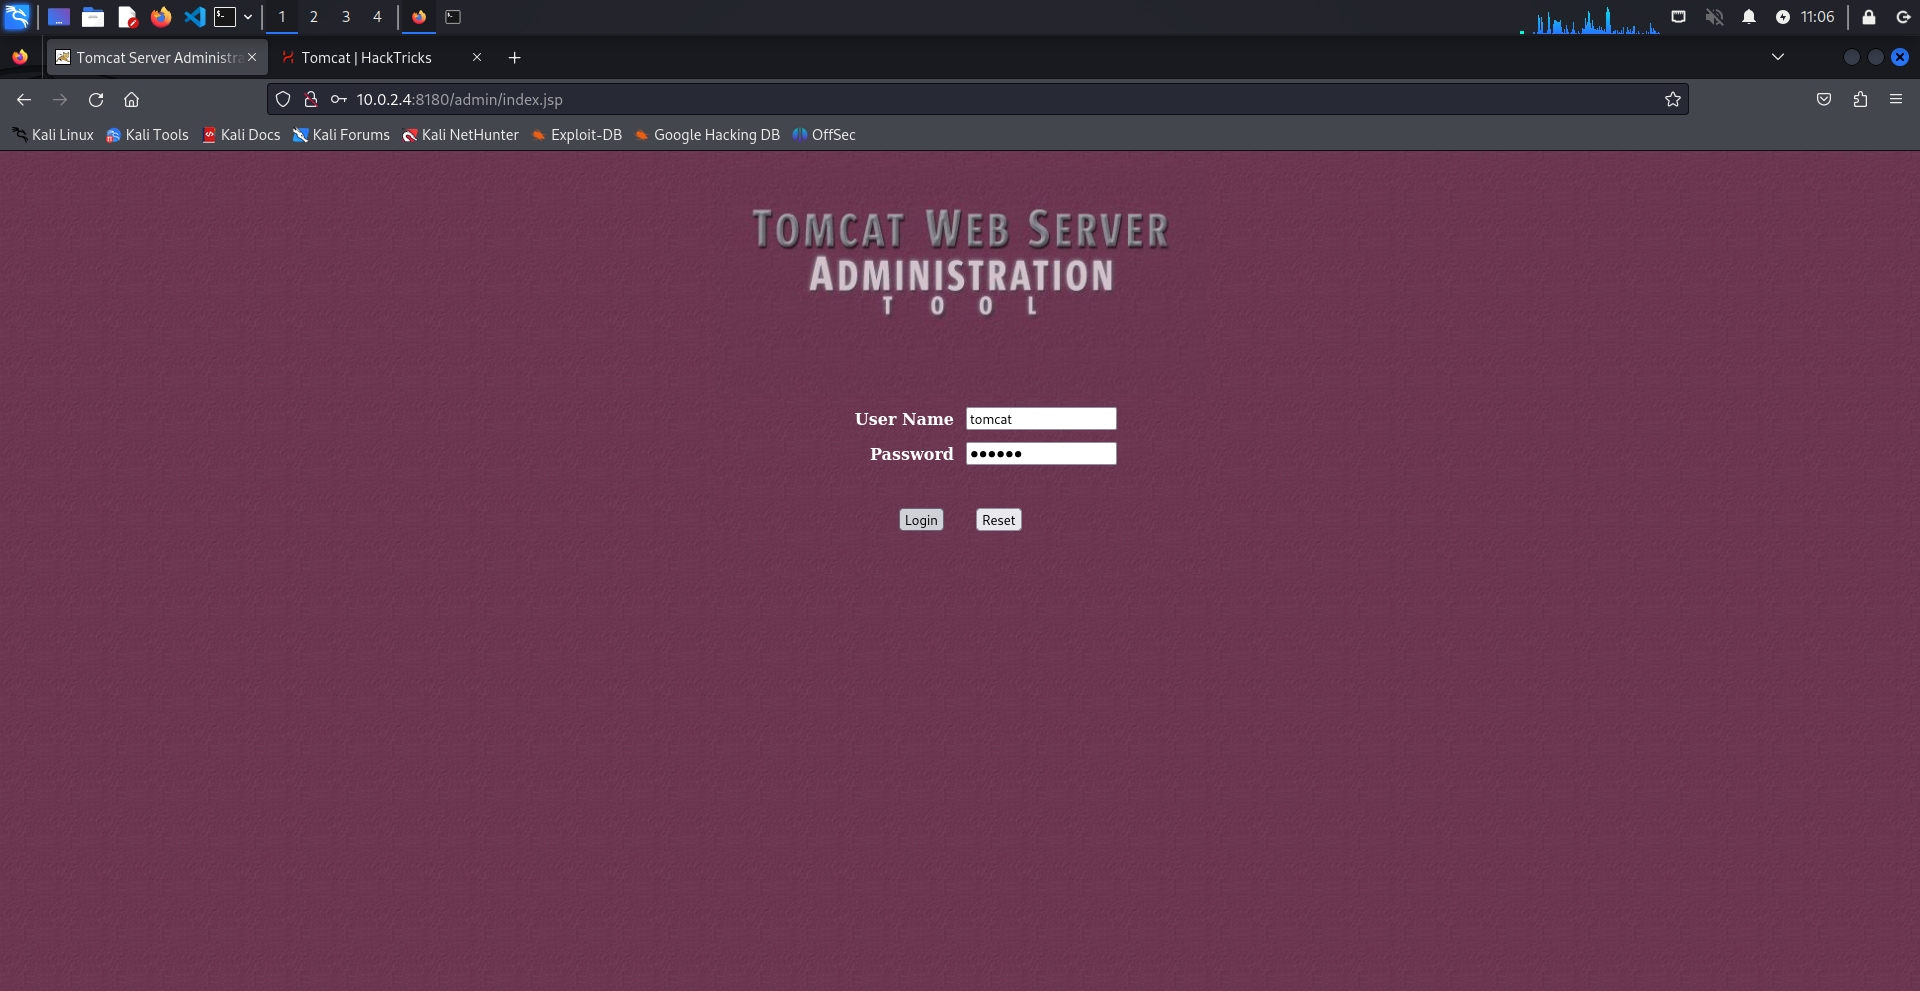 1 2 3 4 11:06
Tomcat Server Administra Tomcat | HackTricks
10.0.2.4:8180/admin/index.jsp
Kali Linux Kali Tools Kali Docs Kali Forums Kali NetHunter Exploit-DB Google Hacking DB OffSec
TOMCAT WEB SERVER
ADMINISTRATION
TOOL
User Name tomcat
Password ••••••
Login Reset